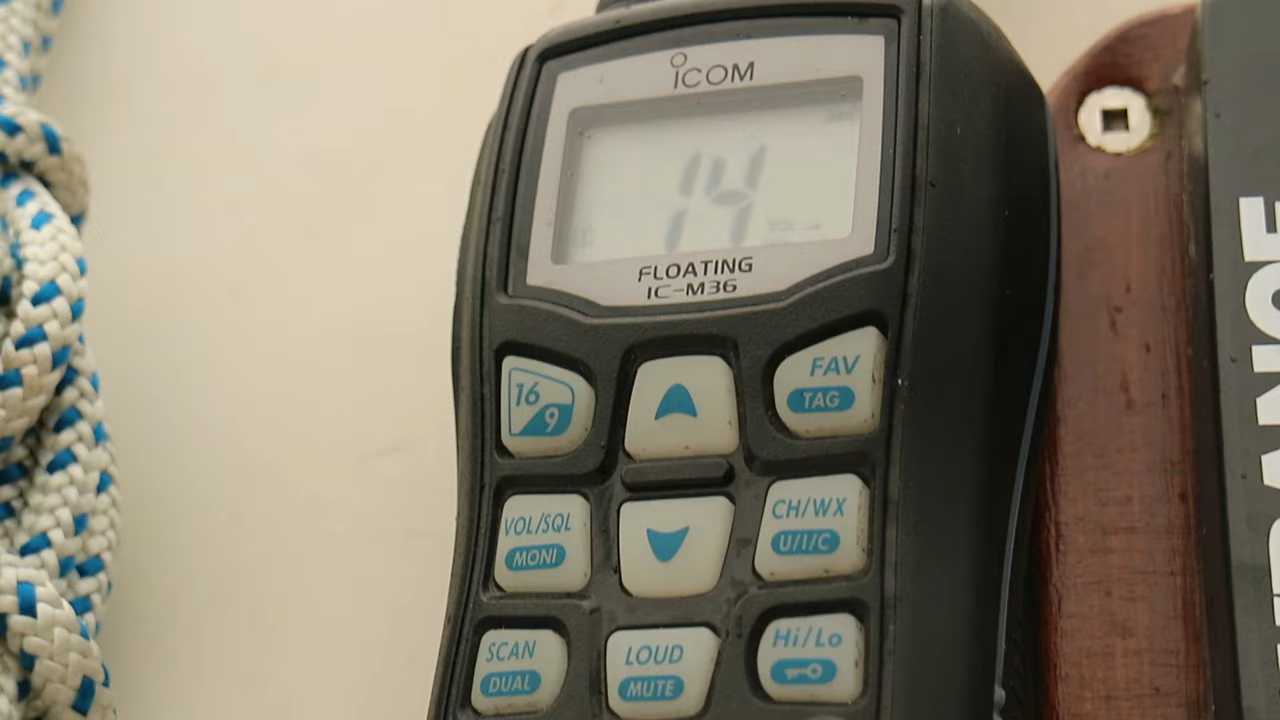 ICOM
14
FLOATING
IC-M36
16
9
FAV
TAG
VOL/SQL
MONI
CH/WX
U/I/C
SCAN
DUAL
LOUD
MUTE
Hi/Lo